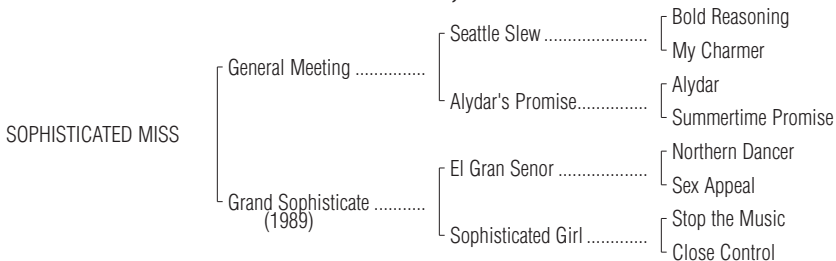 Bold Reasoning
Seattle Slew ......................
My Charmer
General Meeting ...............
Alydar
Alydar's Promise...............
Summertime Promise
SOPHISTICATED MISS
Northern Dancer
El Gran Senor ...................
Sex Appeal
Grand Sophisticate ...........
(1989)
Stop the Music
Sophisticated Girl.............
Close Control